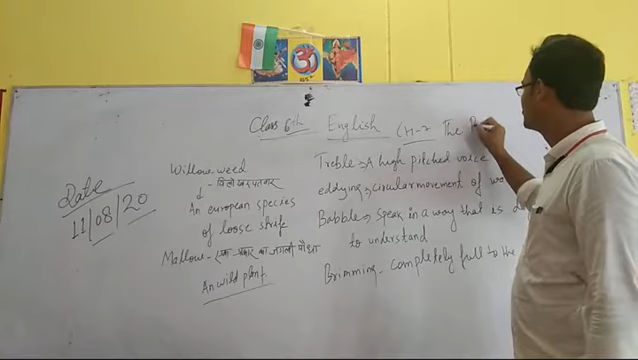 Class 6th English CH-2 The
Willow weed
An european species
of loose strife
Mallow - एक प्रकार का जंगली पौधा
An wild plant.
Date
11/08/20
Treble → A high pitched voice
eddying → circular movement of
Babble → speak in a way that is
to understand
Brimming - completely full to the
ॐ